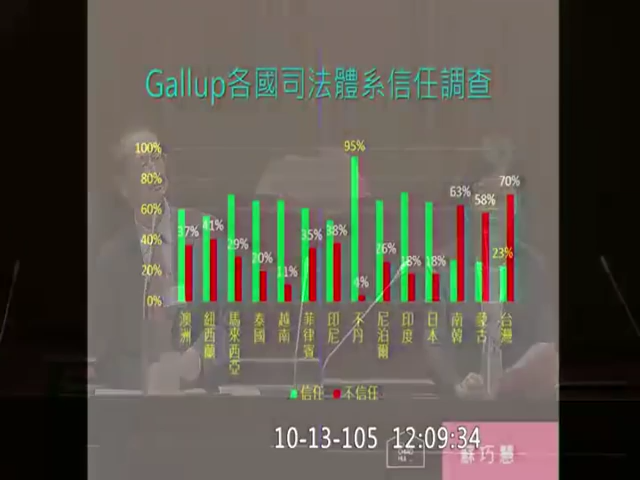 Gallup各國司法體系信任調查
100%
80%
60%
40%
20%
0%
37%
41%
29%
20%
11%
35%
38%
95%
4%
18%
18%
63%
58%
23%
70%
澳洲
紐西蘭
馬來西亞
泰國
越南
菲律賓
印尼
不丹
尼泊爾
印度
日本
南韓
蒙古
台灣
信任 不信任
10-13-105 12:09:34
蘇巧慧